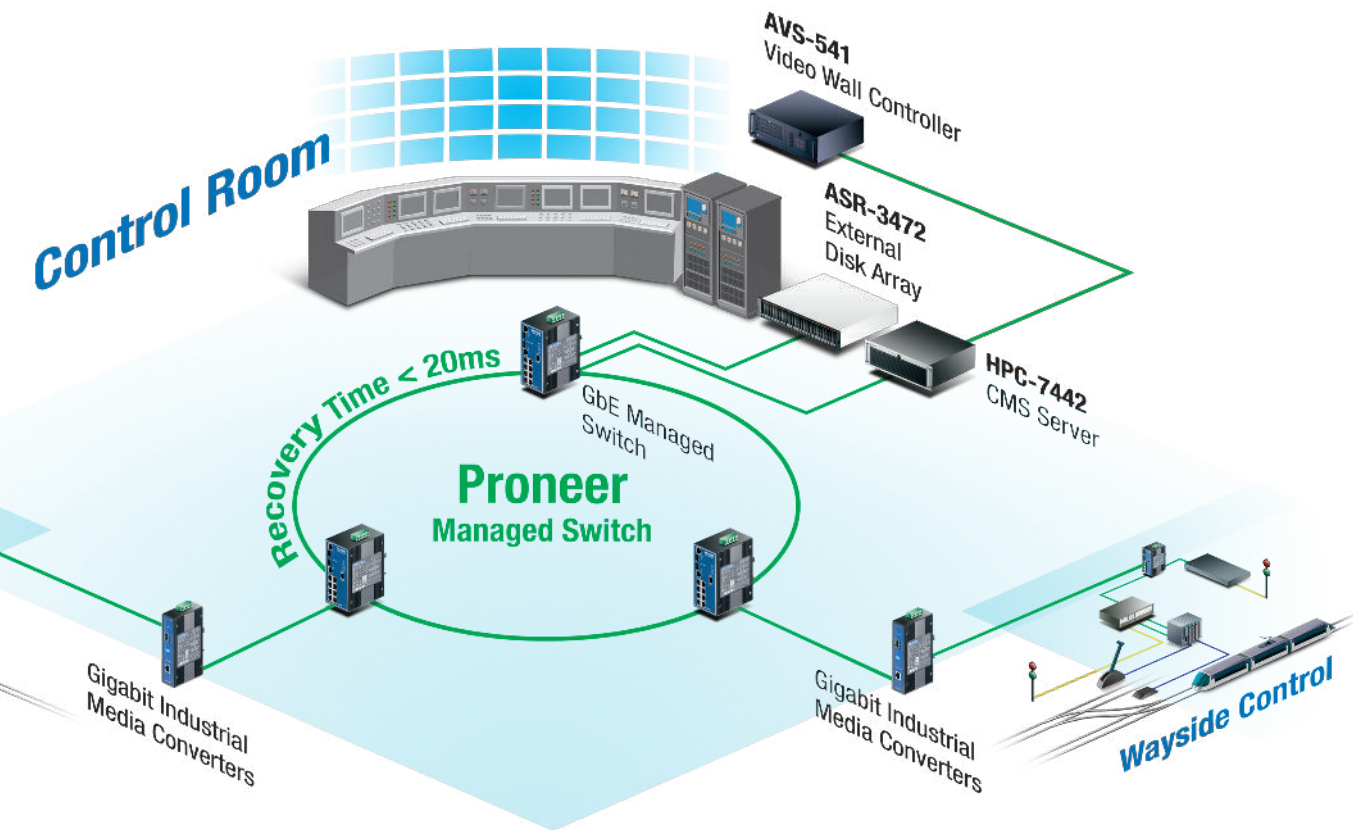 AVS-541
Video Wall Controller
Control Room
ASR-3472
External
Disk Array
HPC-7442
CMS Server
Recovery Time < 20ms
GbE Managed
Switch
Proneer
Managed Switch
Gigabit Industrial
Media Converters
Gigabit Industrial
Media Converters
Wayside Control